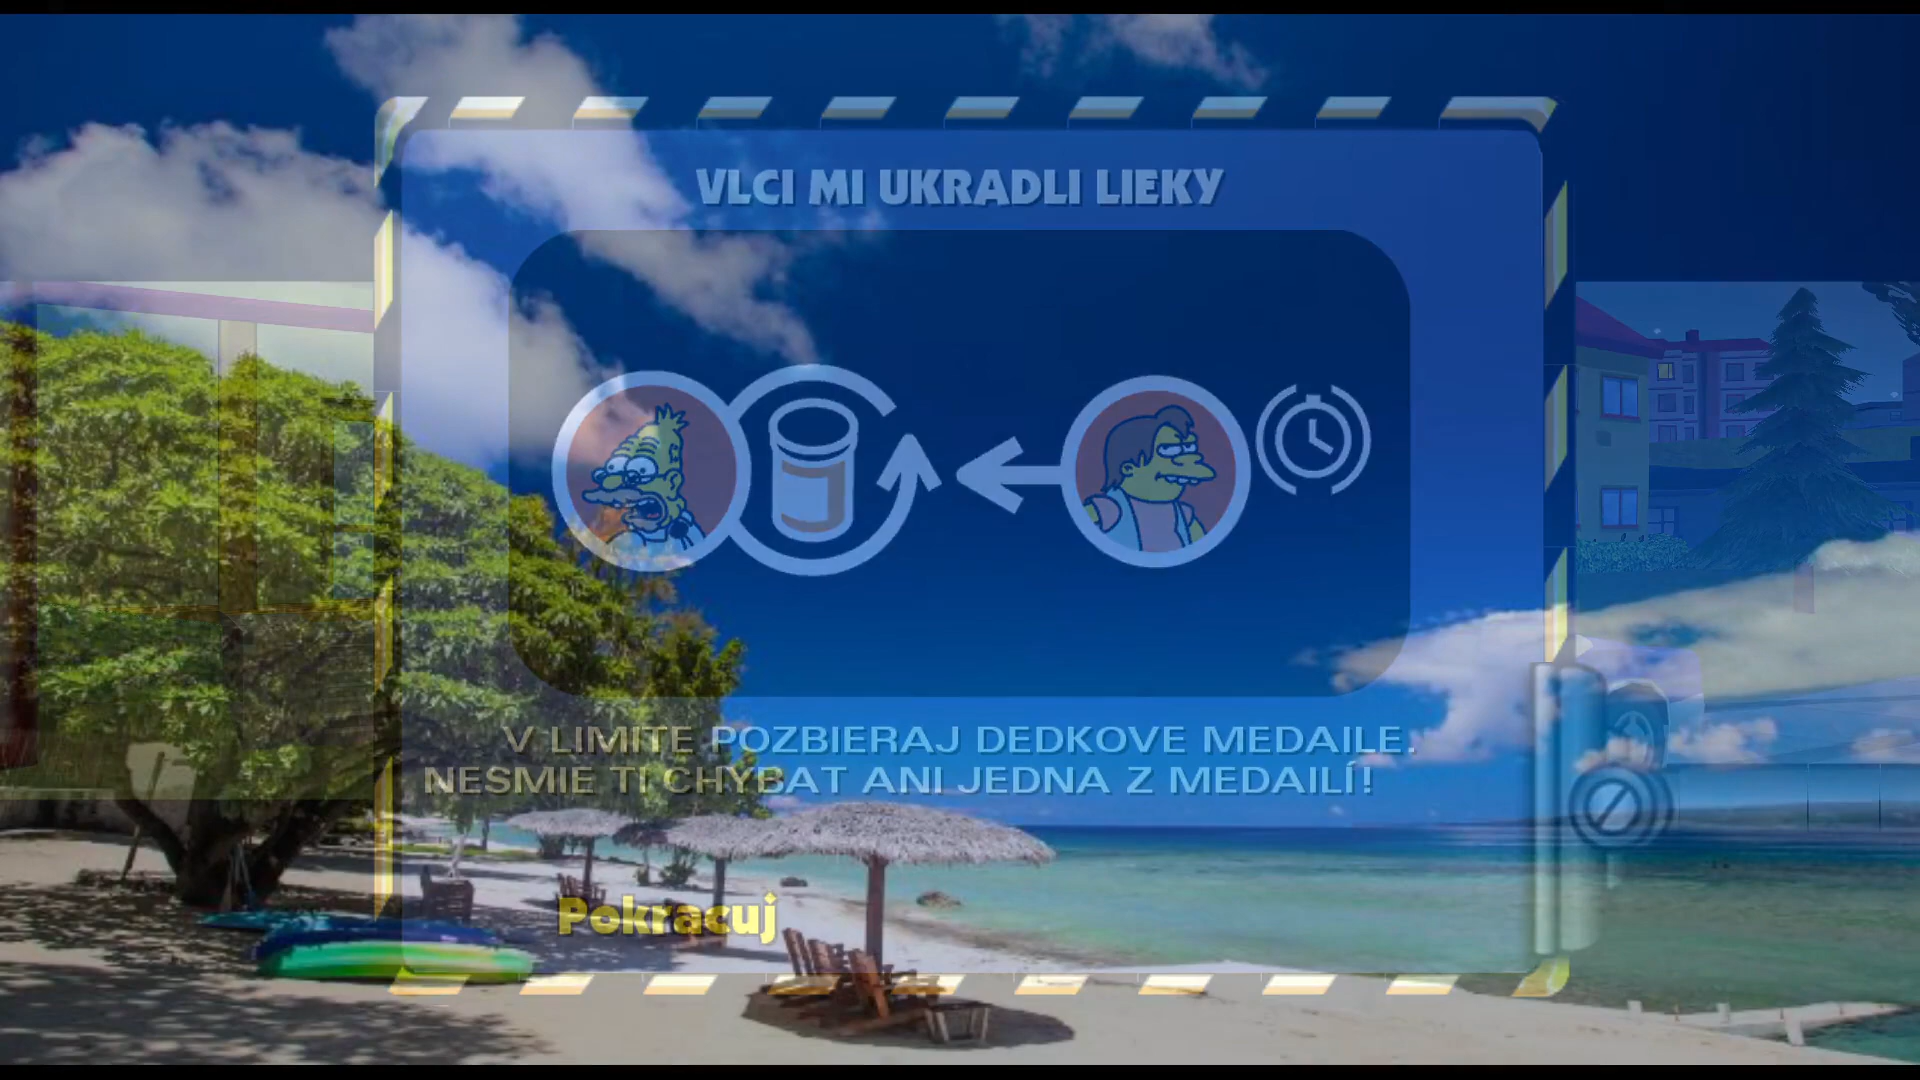 VLCI MI UKRADLI LIEKY
V LIMITE POZBIERAJ DEDKOVE MEDAILE.
NESMIE TI CHYBAT ANI JEDNA Z MEDAILÍ!
Pokracuj